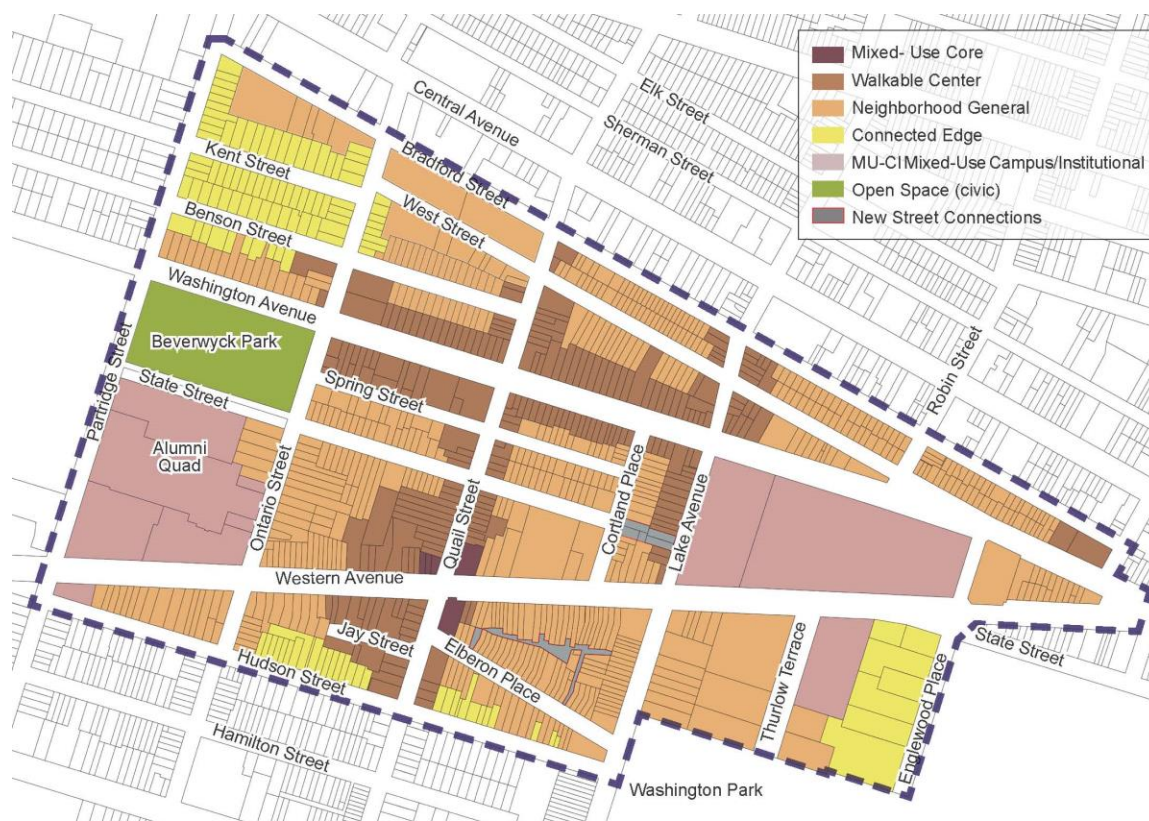 Mixed- Use Core
Walkable Center
Neighborhood General
Connected Edge
MU-CI Mixed-Use Campus/Institutional
Open Space (civic)
New Street Connections
Central Avenue
Elk Street
Sherman Street
Bradford Street
Kent Street
West Street
Benson Street
Washington Avenue
Beverwyck Park
Partridge Street
State Street
Spring Street
Robin Street
Alumni
Quad
Ontario Street
Quail Street
Cortland Place
Lake Avenue
Western Avenue
Jay Street
Elberon Place
Hudson Street
Hamilton Street
Thurlow Terrace
Englewood Place
State Street
Washington Park